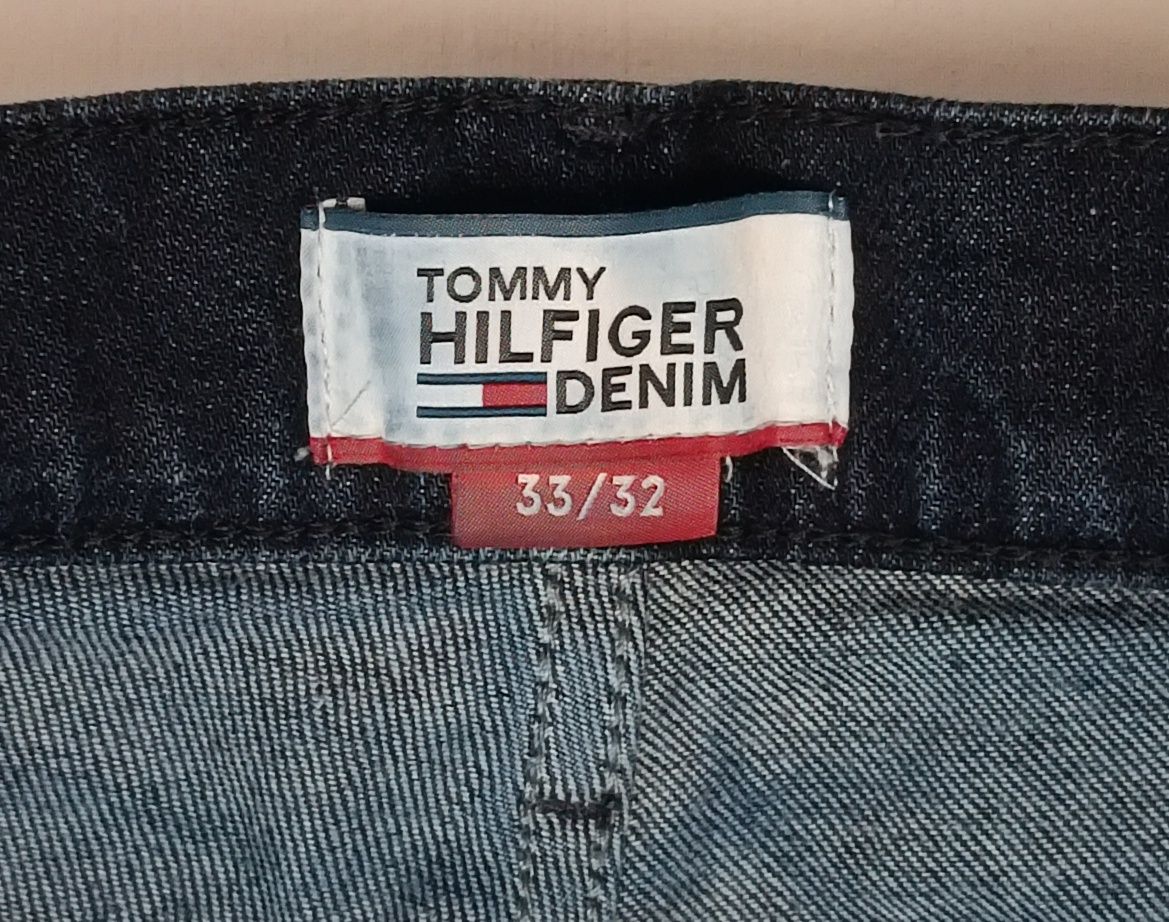 TOMMY
HILFIGER
DENIM
33/32